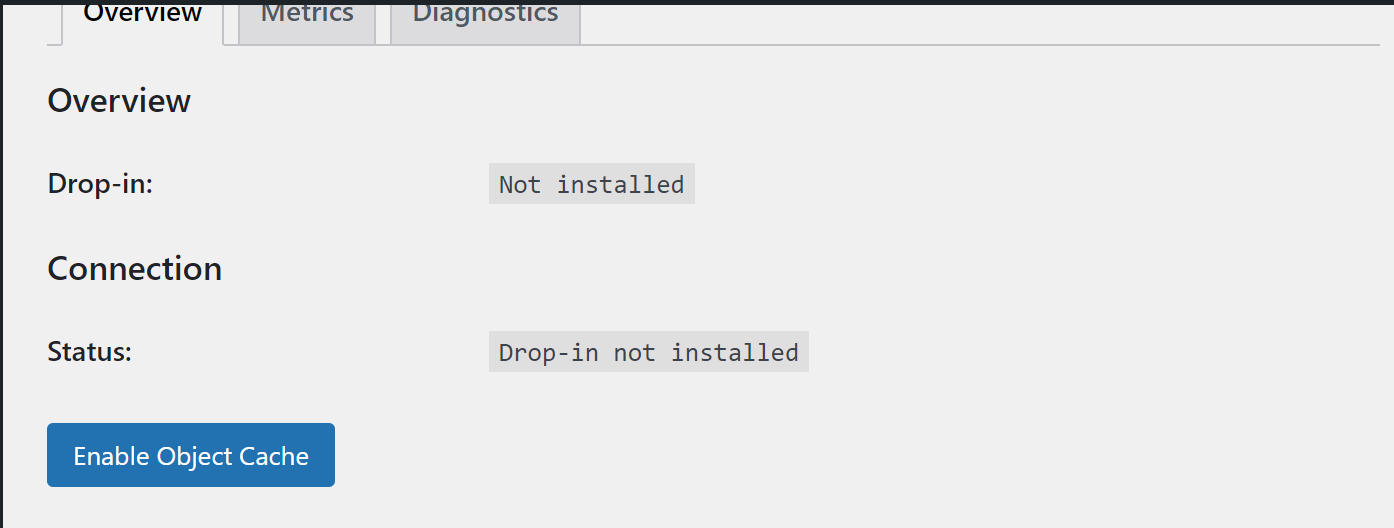 Overview Metrics Diagnostics
Overview
Drop-in: Not installed
Connection
Status: Drop-in not installed
Enable Object Cache